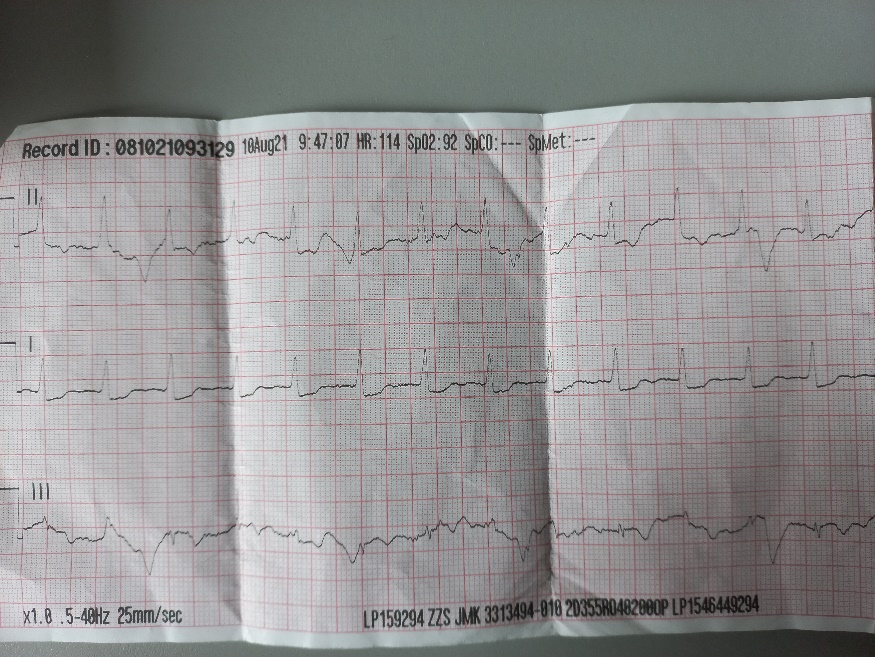 Record ID : 081021093129 10Aug21 9:47:07 HR:114 SpO2:92 SpCO:--- SpMet:---
II
I
III
x1.0 .5-40Hz 25mm/sec LP159294 ZZS JMK 3313494-010 2D355R0402000P LP1546449294